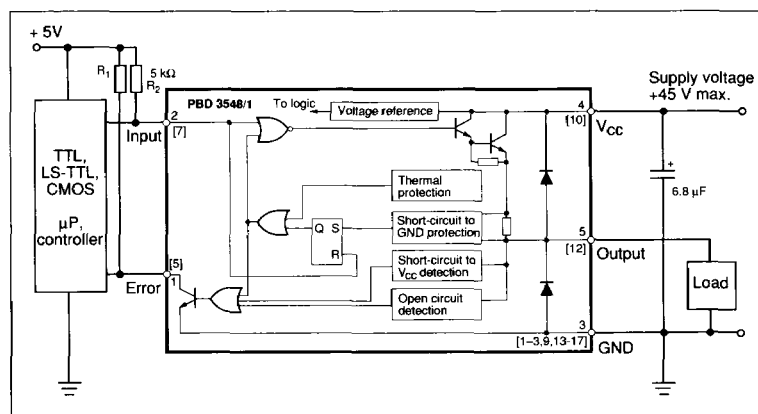 + 5V
R1
5 kΩ
R2
PBD 3548/1
To logic
Voltage reference
Supply voltage
+45 V max.
4
[10]
VCC
2
[7]
Input
TTL,
LS-TTL,
CMOS
μP,
controller
Thermal
protection
+
6.8 μF
Q S
R
Short-circuit to
GND protection
5
[12]
Output
Short-circuit to
VCC detection
[5]
1
Error
Open circuit
detection
Load
3
[1–3,9,13-17]
GND